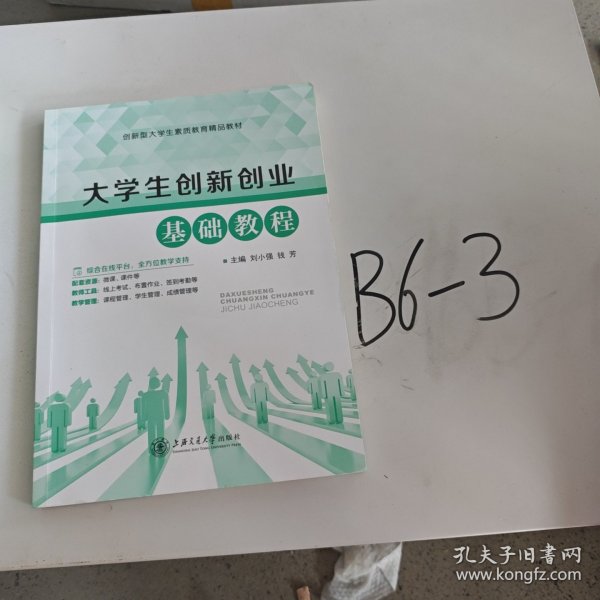 创新型大学生素质教育精品教材
大学生创新创业
基础教程
主编 刘小强 钱 芳
综合在线平台,全方位教学支持
配套资源:微课、课件等
教师工具:线上考试、布置作业、签到考勤等
教学管理:课程管理、学生管理、成绩管理等
DAXUESHENG
CHUANGXIN CHUANGYE
JICHU JIAOCHENG
上海交通大学出版社
SHANGHAI JIAO TONG UNIVERSITY PRESS
B6-3
孔夫子旧书网
www.kongfz.com